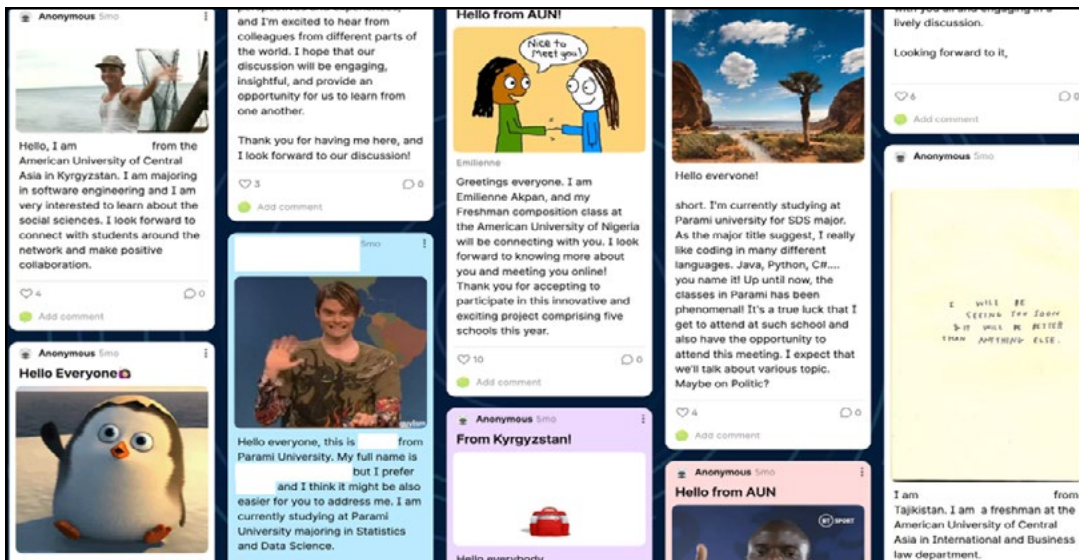 Anonymous 5mo
Hello, I am from the
American University of Central
Asia in Kyrgyzstan. I am majoring
in software engineering and I am
very interested to learn about the
social sciences. I look forward to
connect with students around the
network and make positive
collaboration.
4
0
Add comment
Anonymous 5mo
Hello Everyone
and I'm excited to hear from
colleagues from different parts of
the world. I hope that our
discussion will be engaging,
insightful, and provide an
opportunity for us to learn from
one another.
Thank you for having me here, and
I look forward to our discussion!
3
0
Add comment
5mo
Hello everyone, this is from
Parami University. My full name is
but I prefer
and I think it might be also
easier for you to address me. I am
currently studying at Parami
University majoring in Statistics
and Data Science.
Hello from AUN!
Nice to
meet you!
Emilienne
Greetings everyone. I am
Emilienne Akpan, and my
Freshman composition class at
the American University of Nigeria
will be connecting with you. I look
forward to knowing more about
you and meeting you online!
Thank you for accepting to
participate in this innovative and
exciting project comprising five
schools this year.
10
0
Add comment
Anonymous 5mo
From Kyrgyzstan!
Hello everybody
Hello everyone!
short. I'm currently studying at
Parami university for SDS major.
As the major title suggest, I really
like coding in many different
languages. Java, Python, C#....
you name it! Up until now, the
classes in Parami has been
phenomenal! It's a true luck that I
get to attend at such school and
also have the opportunity to
attend this meeting. I expect that
we'll talk about various topic.
Maybe on Politic?
4
0
Add comment
Anonymous 5mo
Hello from AUN
BT SPORT
lively discussion.
Looking forward to it,
6
0
Add comment
Anonymous 5mo
I WILL BE
SEEING YOU SOON
& IT WILL BE BETTER
THAN ANYTHING ELSE.
I am from
Tajikistan. I am a freshman at the
American University of Central
Asia in International and Business
law department.